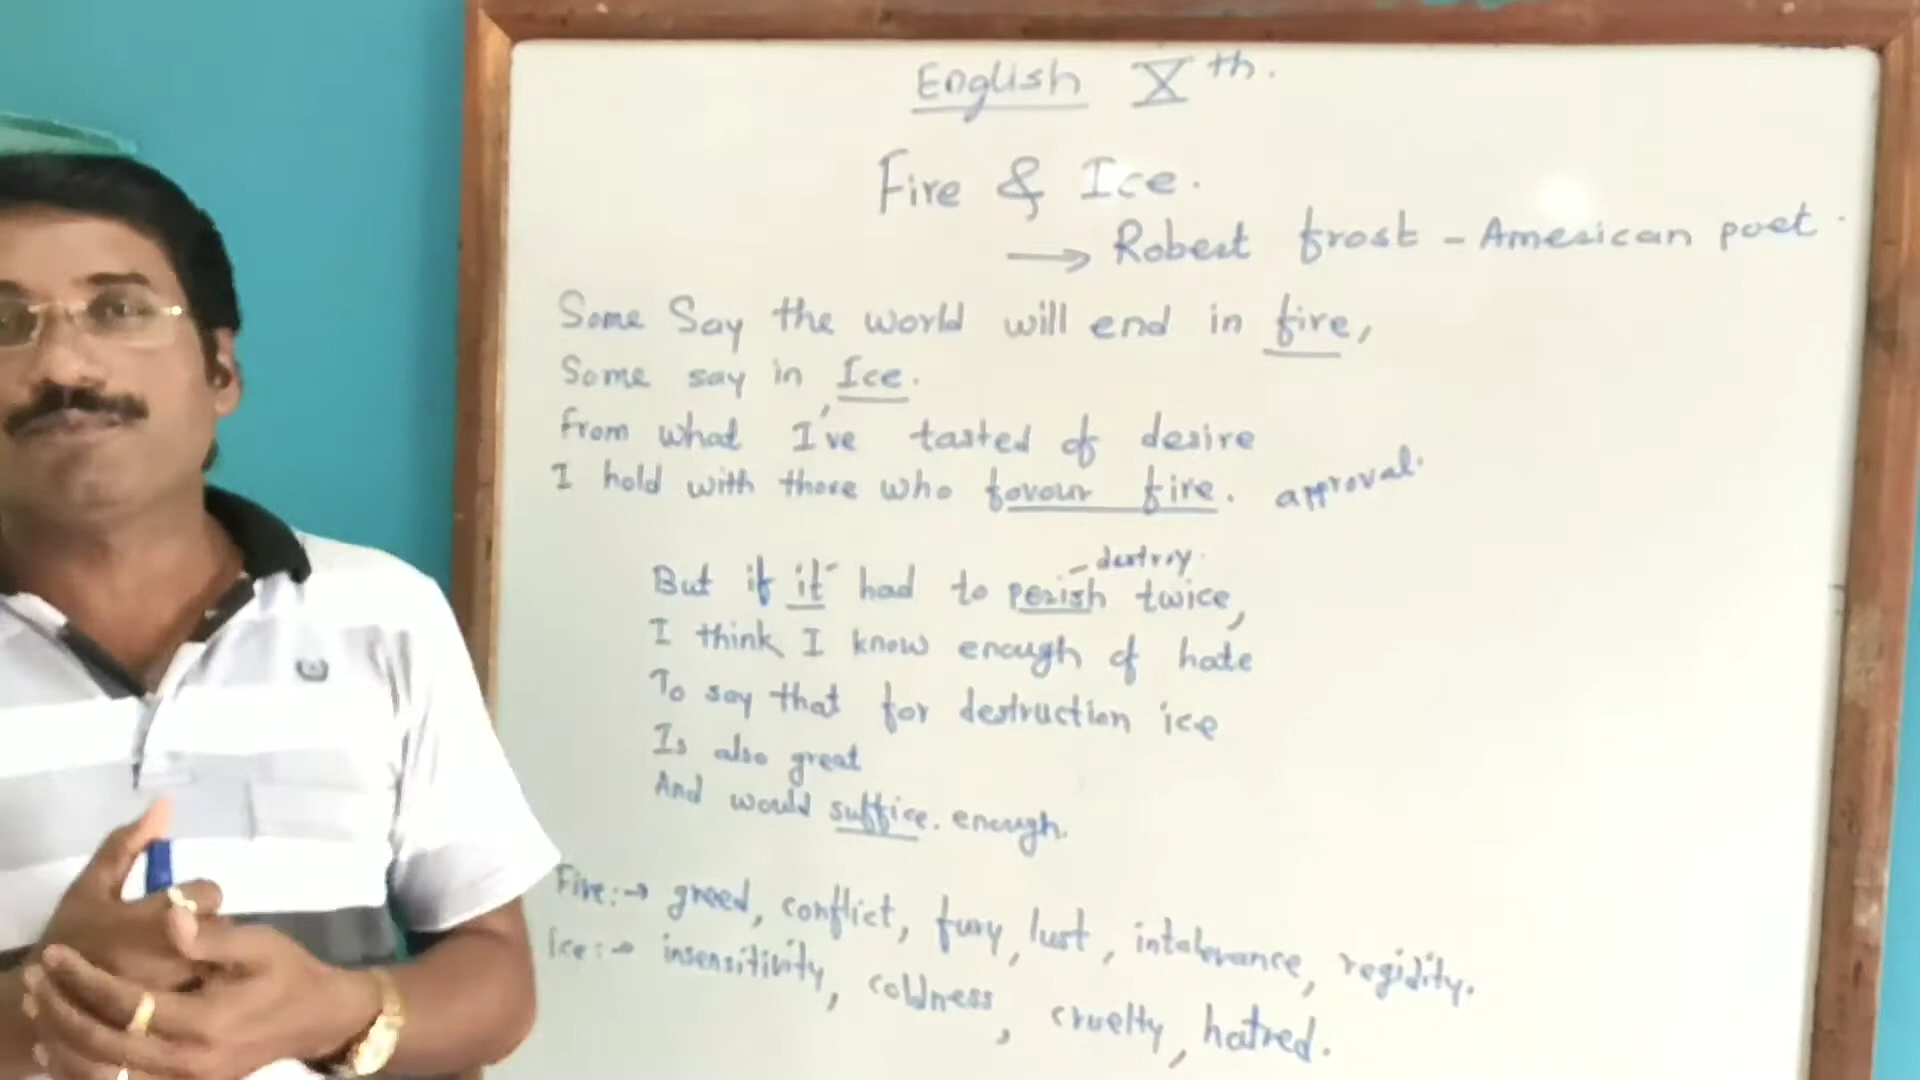 English Xth.
Fire & Ice.
→ Robert frost - American poet.
Some Say the world will end in fire,
Some say in Ice.
From what I've tasted of desire
I hold with those who favour fire. approval.
- destroy.
But if it had to perish twice,
I think I know enough of hate
To say that for destruction ice
Is also great
And would suffice. enough.
Fire:→ greed, conflict, fury, lust, intolerance, regidity.
Ice:→ insensitivity, coldness, cruelty, hatred.